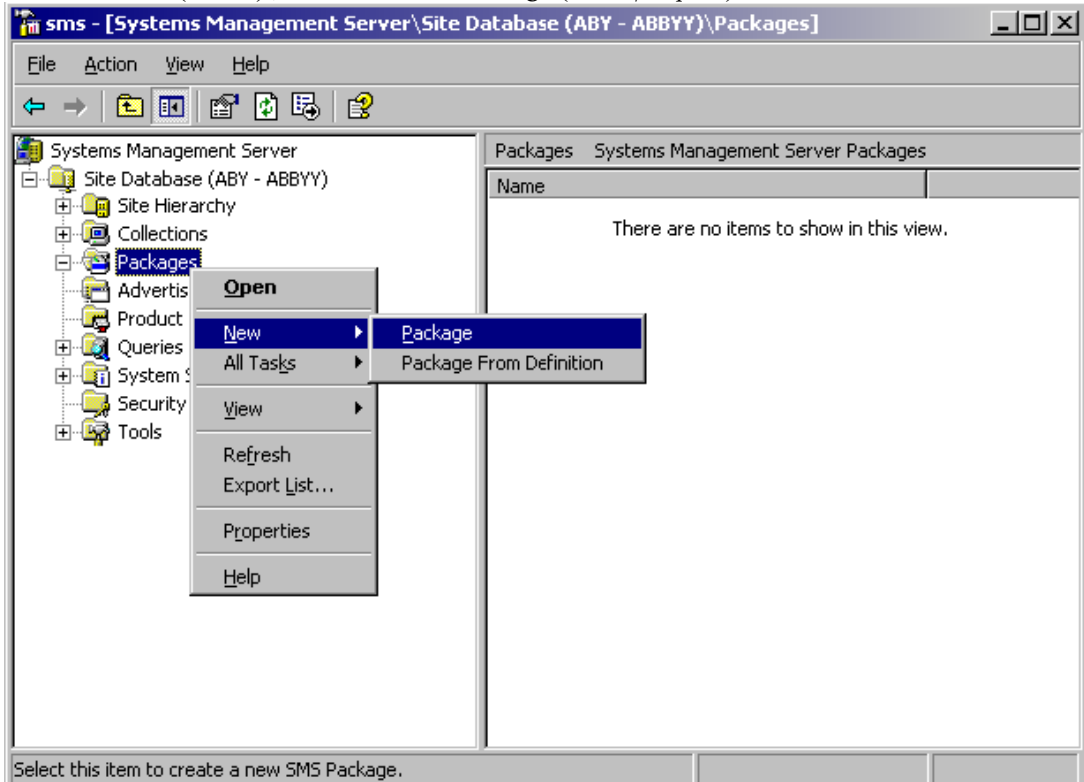 sms - [Systems Management Server\Site Database (ABY - ABBYY)\Packages]
File Action View Help
Systems Management Server
Site Database (ABY - ABBYY)
Site Hierarchy
Collections
Packages
Advertis
Product
Queries
System
Security
Tools
Open
New
All Tasks
View
Refresh
Export List...
Properties
Help
Package
Package From Definition
Packages Systems Management Server Packages
Name
There are no items to show in this view.
Select this item to create a new SMS Package.